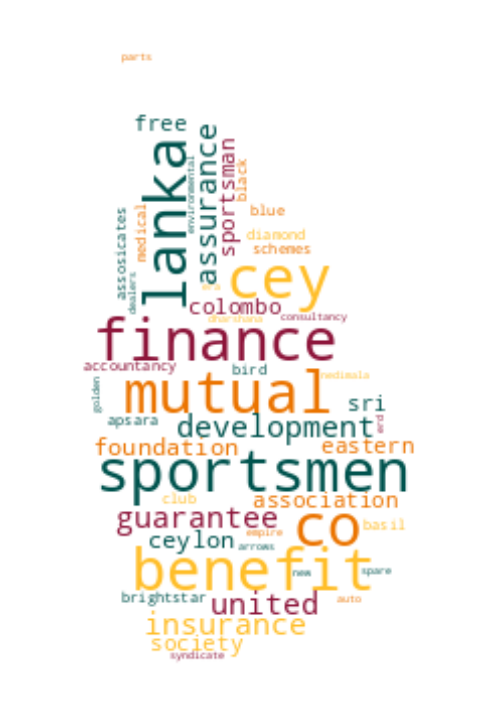 parts
free
lanka
environmental
assurance
sportsman
black
medical
assosicates
dealers
blue
diamond
schemes
cey
colombo
dharshana
consultancy
finance
accountancy
bird
nedimala
golden
mutual
sri
apsara
development
erd
foundation
eastern
sportsmen
club
association
guarantee
co
basil
ceylon
empire
arrows
benefit
new
spare
brightstar
united
auto
insurance
society
syndicate